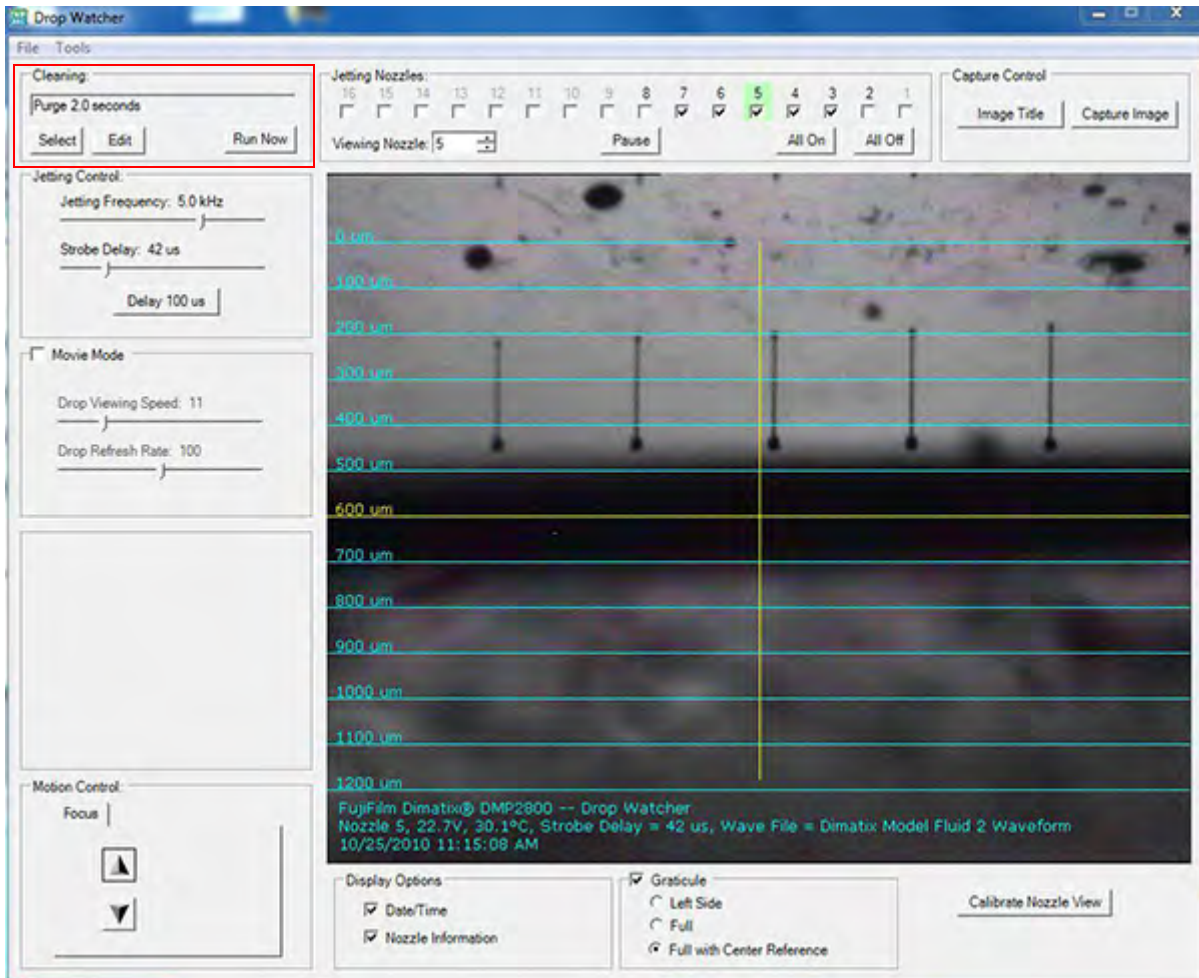 Drop Watcher
File Tools
Cleaning:
Purge 2.0 seconds
Select Edit Run Now
Jetting Nozzles:
16 15 14 13 12 11 10 9 8 7 6 5 4 3 2 1
Viewing Nozzle: 5 Pause All On All Off
Capture Control
Image Title Capture Image
Jetting Control:
Jetting Frequency: 5.0 kHz
Strobe Delay: 42 us
Delay 100 us
Movie Mode
Drop Viewing Speed: 11
Drop Refresh Rate: 100
0 um
100 um
200 um
300 um
400 um
500 um
600 um
700 um
800 um
900 um
1000 um
1100 um
1200 um
FujiFilm Dimatix® DMP2800 -- Drop Watcher
Nozzle 5, 22.7V, 30.1ºC, Strobe Delay = 42 us, Wave File = Dimatix Model Fluid 2 Waveform
10/25/2010 11:15:08 AM
Motion Control:
Focus
Display Options
Date/Time
Nozzle Information
Graticule
Left Side
Full
Full with Center Reference
Calibrate Nozzle View